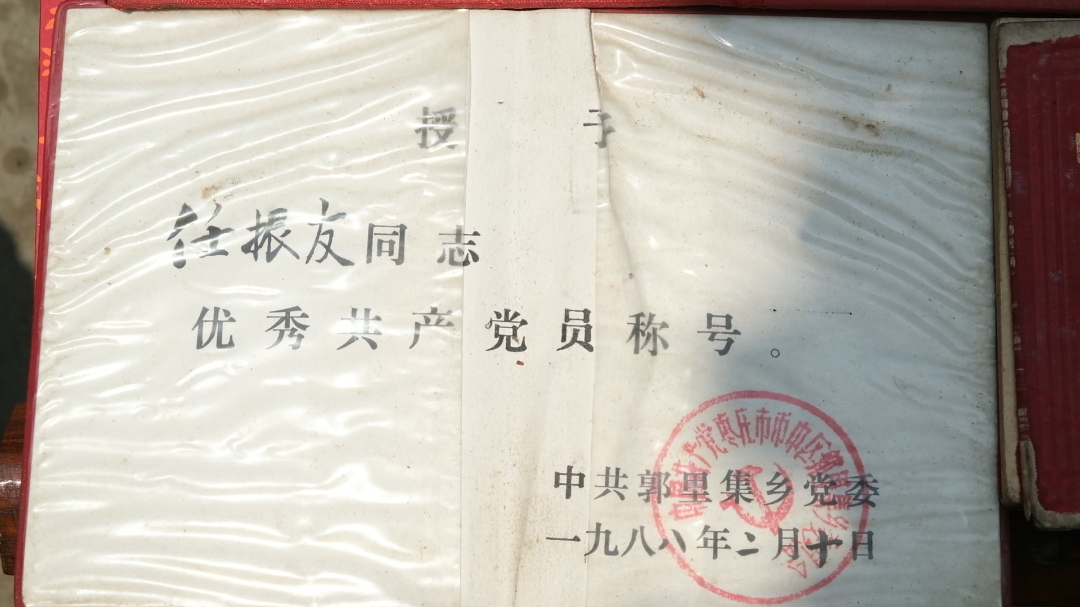 授予
任振友同志
优秀共产党员称号。
中共郭里集乡党委
一九八八年二月十日